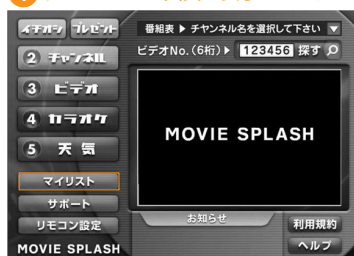 イチオシ プレゼント
番組表 ▶ チャンネル名を選択して下さい ▼
ビデオNo.(6桁) ▶ 123456 探す
2 チャンネル
3 ビデオ
4 カラオケ
5 天気
MOVIE SPLASH
マイリスト
サポート
リモコン設定
お知らせ
利用規約
ヘルプ
MOVIE SPLASH